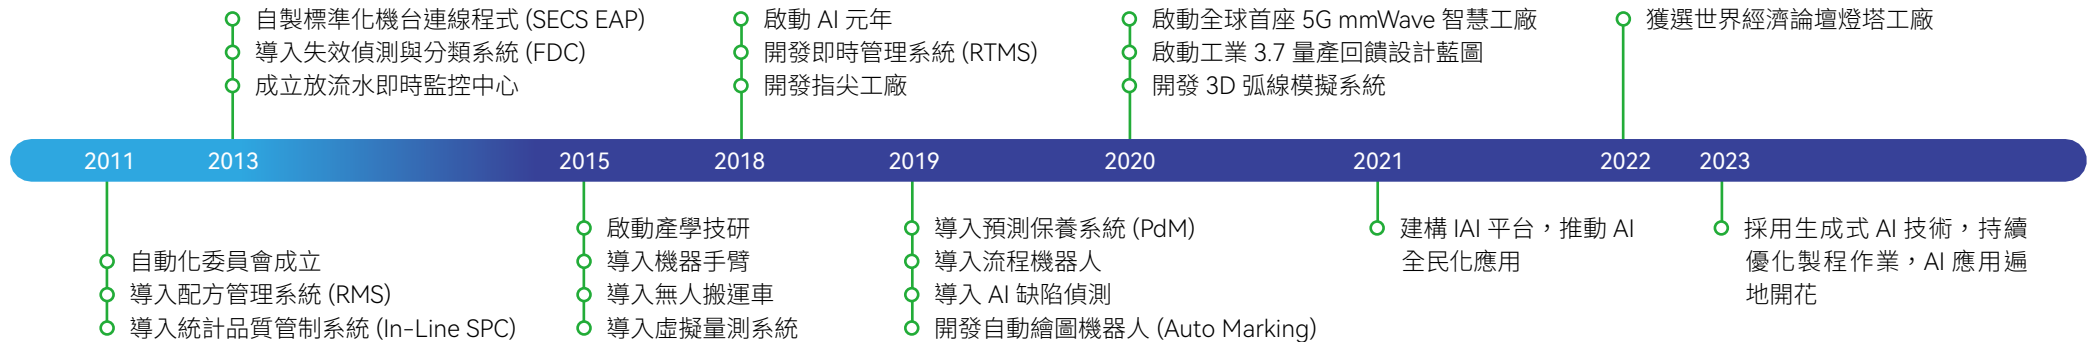 自製標準化機台連線程式 (SECS EAP)
導入失效偵測與分類系統 (FDC)
成立放流水即時監控中心
啟動 AI 元年
開發即時管理系統 (RTMS)
開發指尖工廠
啟動全球首座 5G mmWave 智慧工廠
啟動工業 3.7 量產回饋設計藍圖
開發 3D 弧線模擬系統
獲選世界經濟論壇燈塔工廠
2011 2013 2015 2018 2019 2020 2021 2022 2023
自動化委員會成立
導入配方管理系統 (RMS)
導入統計品質管制系統 (In-Line SPC)
啟動產學技研
導入機器手臂
導入無人搬運車
導入虛擬量測系統
導入預測保養系統 (PdM)
導入流程機器人
導入 AI 缺陷偵測
開發自動繪圖機器人 (Auto Marking)
建構 IAI 平台，推動 AI
全民化應用
採用生成式 AI 技術，持續
優化製程作業，AI 應用遍
地開花